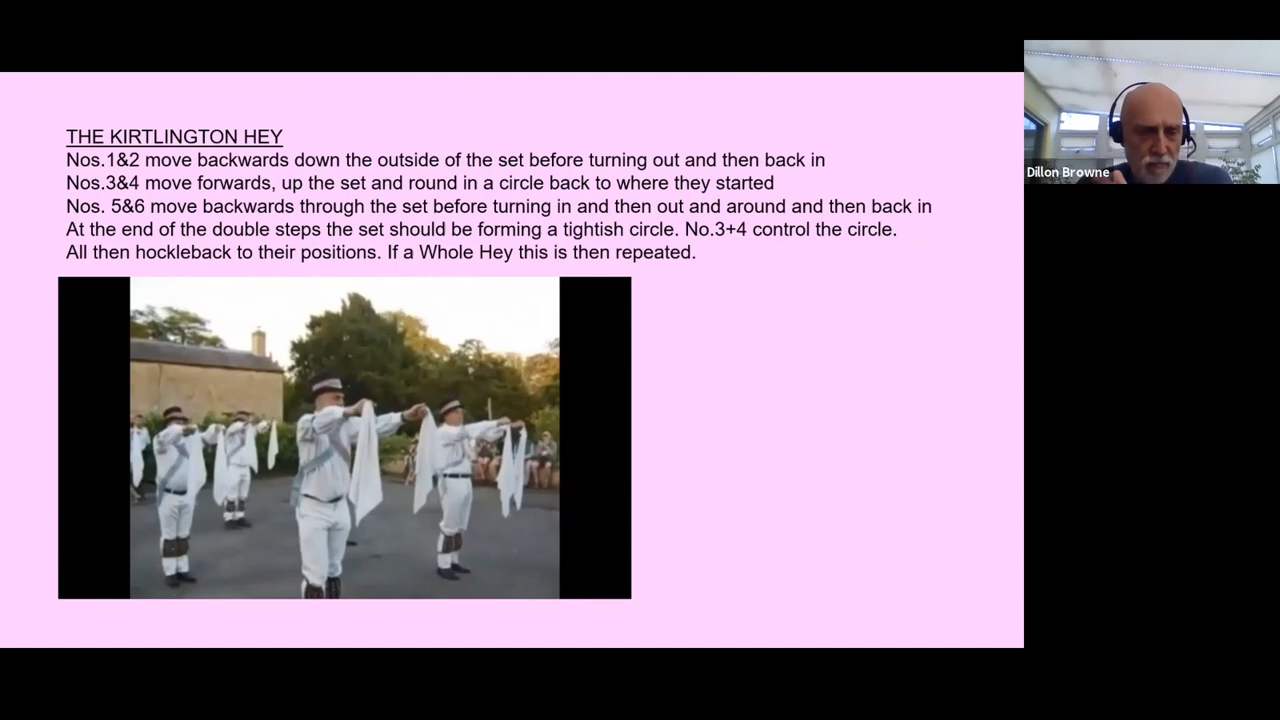 THE KIRTLINGTON HEY
Nos.1&2 move backwards down the outside of the set before turning out and then back in
Nos.3&4 move forwards, up the set and round in a circle back to where they started
Nos. 5&6 move backwards through the set before turning in and then out and around and then back in
At the end of the double steps the set should be forming a tightish circle. No.3+4 control the circle.
All then hockleback to their positions. If a Whole Hey this is then repeated.
Dillon Browne